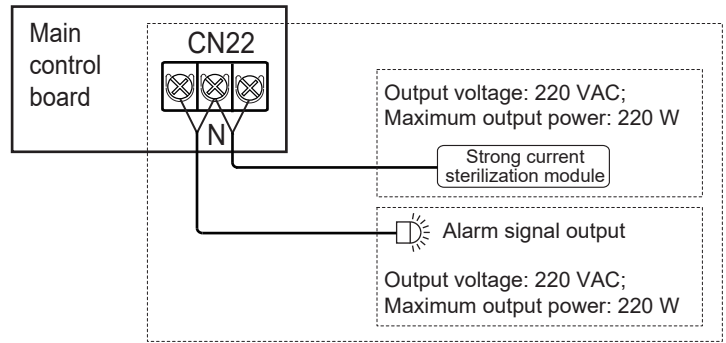 Main
control
board
CN22
N
Output voltage: 220 VAC;
Maximum output power: 220 W
Strong current
sterilization module
Alarm signal output
Output voltage: 220 VAC;
Maximum output power: 220 W